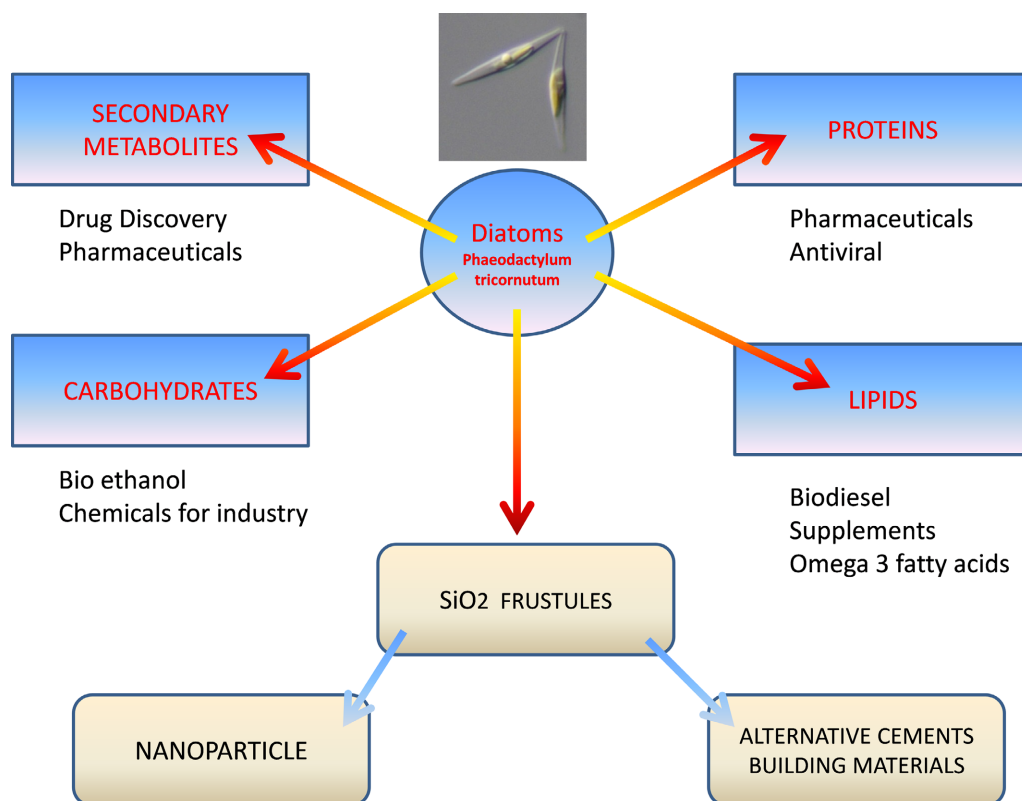 SECONDARY
METABOLITES
Drug Discovery
Pharmaceuticals
PROTEINS
Pharmaceuticals
Antiviral
Diatoms
Phaeodactylum
tricornutum
CARBOHYDRATES
Bio ethanol
Chemicals for industry
LIPIDS
Biodiesel
Supplements
Omega 3 fatty acids
SiO2 FRUSTULES
NANOPARTICLE
ALTERNATIVE CEMENTS
BUILDING MATERIALS